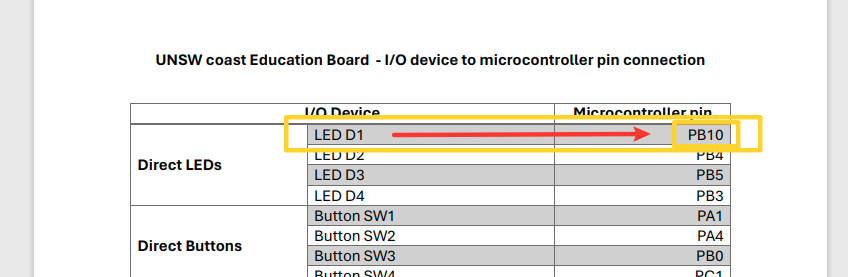 UNSW coast Education Board - I/O device to microcontroller pin connection
I/O Device Microcontroller pin
Direct LEDs
LED D1 PB10
LED D2 PB4
LED D3 PB5
LED D4 PB3
Direct Buttons
Button SW1 PA1
Button SW2 PA4
Button SW3 PB0
Button SW4 PC1